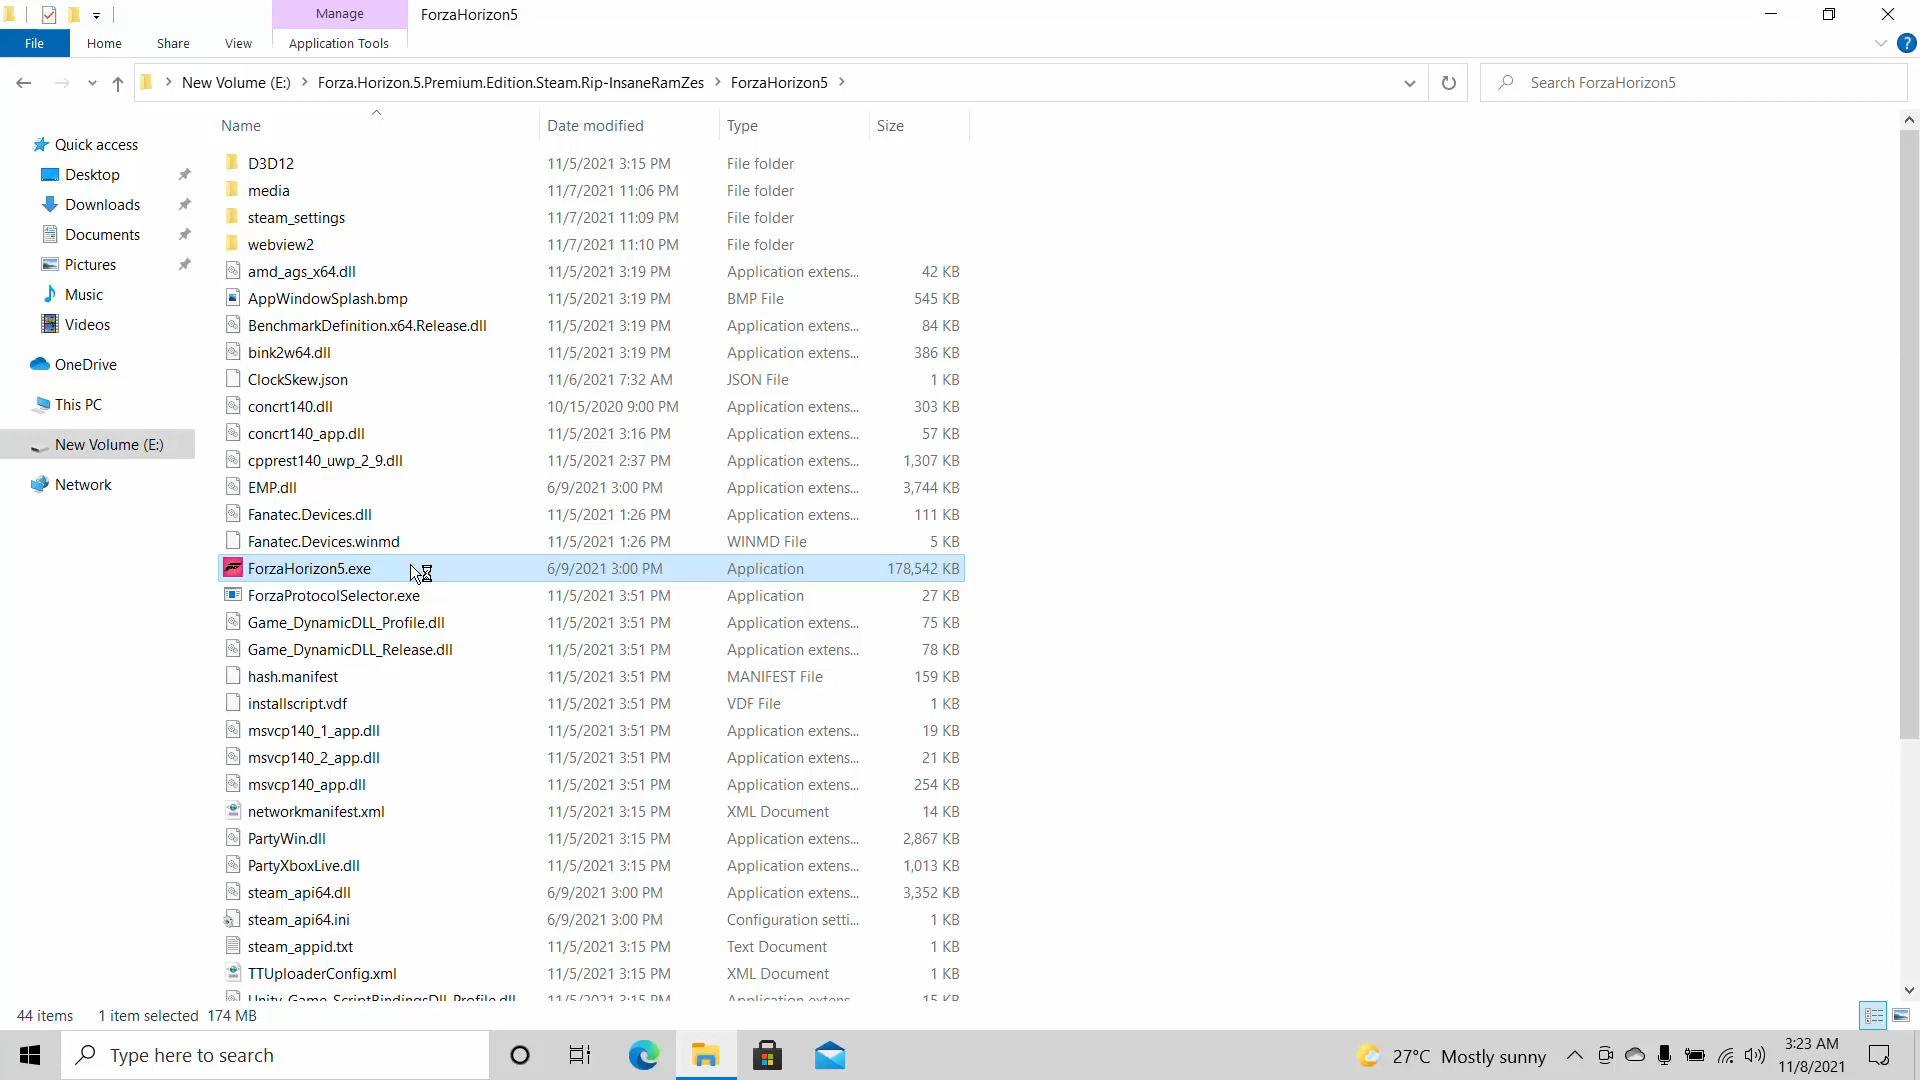 Manage
ForzaHorizon5
File
Home
Share
View
Application Tools
New Volume (E:)
Forza.Horizon.5.Premium.Edition.Steam.Rip-InsaneRamZes
ForzaHorizon5
Search ForzaHorizon5
Name Date modified Type Size
Quick access
Desktop
Downloads
Documents
Pictures
Music
Videos
OneDrive
This PC
New Volume (E:)
Network
D3D12 11/5/2021 3:15 PM File folder
media 11/7/2021 11:06 PM File folder
steam_settings 11/7/2021 11:09 PM File folder
webview2 11/7/2021 11:10 PM File folder
amd_ags_x64.dll 11/5/2021 3:19 PM Application extens... 42 KB
AppWindowSplash.bmp 11/5/2021 3:19 PM BMP File 545 KB
BenchmarkDefinition.x64.Release.dll 11/5/2021 3:19 PM Application extens... 84 KB
bink2w64.dll 11/5/2021 3:19 PM Application extens... 386 KB
ClockSkew.json 11/6/2021 7:32 AM JSON File 1 KB
concrt140.dll 10/15/2020 9:00 PM Application extens... 303 KB
concrt140_app.dll 11/5/2021 3:16 PM Application extens... 57 KB
cpprest140_uwp_2_9.dll 11/5/2021 2:37 PM Application extens... 1,307 KB
EMP.dll 6/9/2021 3:00 PM Application extens... 3,744 KB
Fanatec.Devices.dll 11/5/2021 1:26 PM Application extens... 111 KB
Fanatec.Devices.winmd 11/5/2021 1:26 PM WINMD File 5 KB
ForzaHorizon5.exe 6/9/2021 3:00 PM Application 178,542 KB
ForzaProtocolSelector.exe 11/5/2021 3:51 PM Application 27 KB
Game_DynamicDLL_Profile.dll 11/5/2021 3:51 PM Application extens... 75 KB
Game_DynamicDLL_Release.dll 11/5/2021 3:51 PM Application extens... 78 KB
hash.manifest 11/5/2021 3:51 PM MANIFEST File 159 KB
installscript.vdf 11/5/2021 3:51 PM VDF File 1 KB
msvcp140_1_app.dll 11/5/2021 3:51 PM Application extens... 19 KB
msvcp140_2_app.dll 11/5/2021 3:51 PM Application extens... 21 KB
msvcp140_app.dll 11/5/2021 3:51 PM Application extens... 254 KB
networkmanifest.xml 11/5/2021 3:15 PM XML Document 14 KB
PartyWin.dll 11/5/2021 3:15 PM Application extens... 2,867 KB
PartyXboxLive.dll 11/5/2021 3:15 PM Application extens... 1,013 KB
steam_api64.dll 6/9/2021 3:00 PM Application extens... 3,352 KB
steam_api64.ini 6/9/2021 3:00 PM Configuration setti... 1 KB
steam_appid.txt 11/5/2021 3:15 PM Text Document 1 KB
TTUploaderConfig.xml 11/5/2021 3:15 PM XML Document 1 KB
Unity_Game_ScriptBindingsDll_Profile.dll 11/5/2021 3:15 PM Application extens... 15 KB
44 items 1 item selected 174 MB
Type here to search
27°C Mostly sunny
3:23 AM
11/8/2021